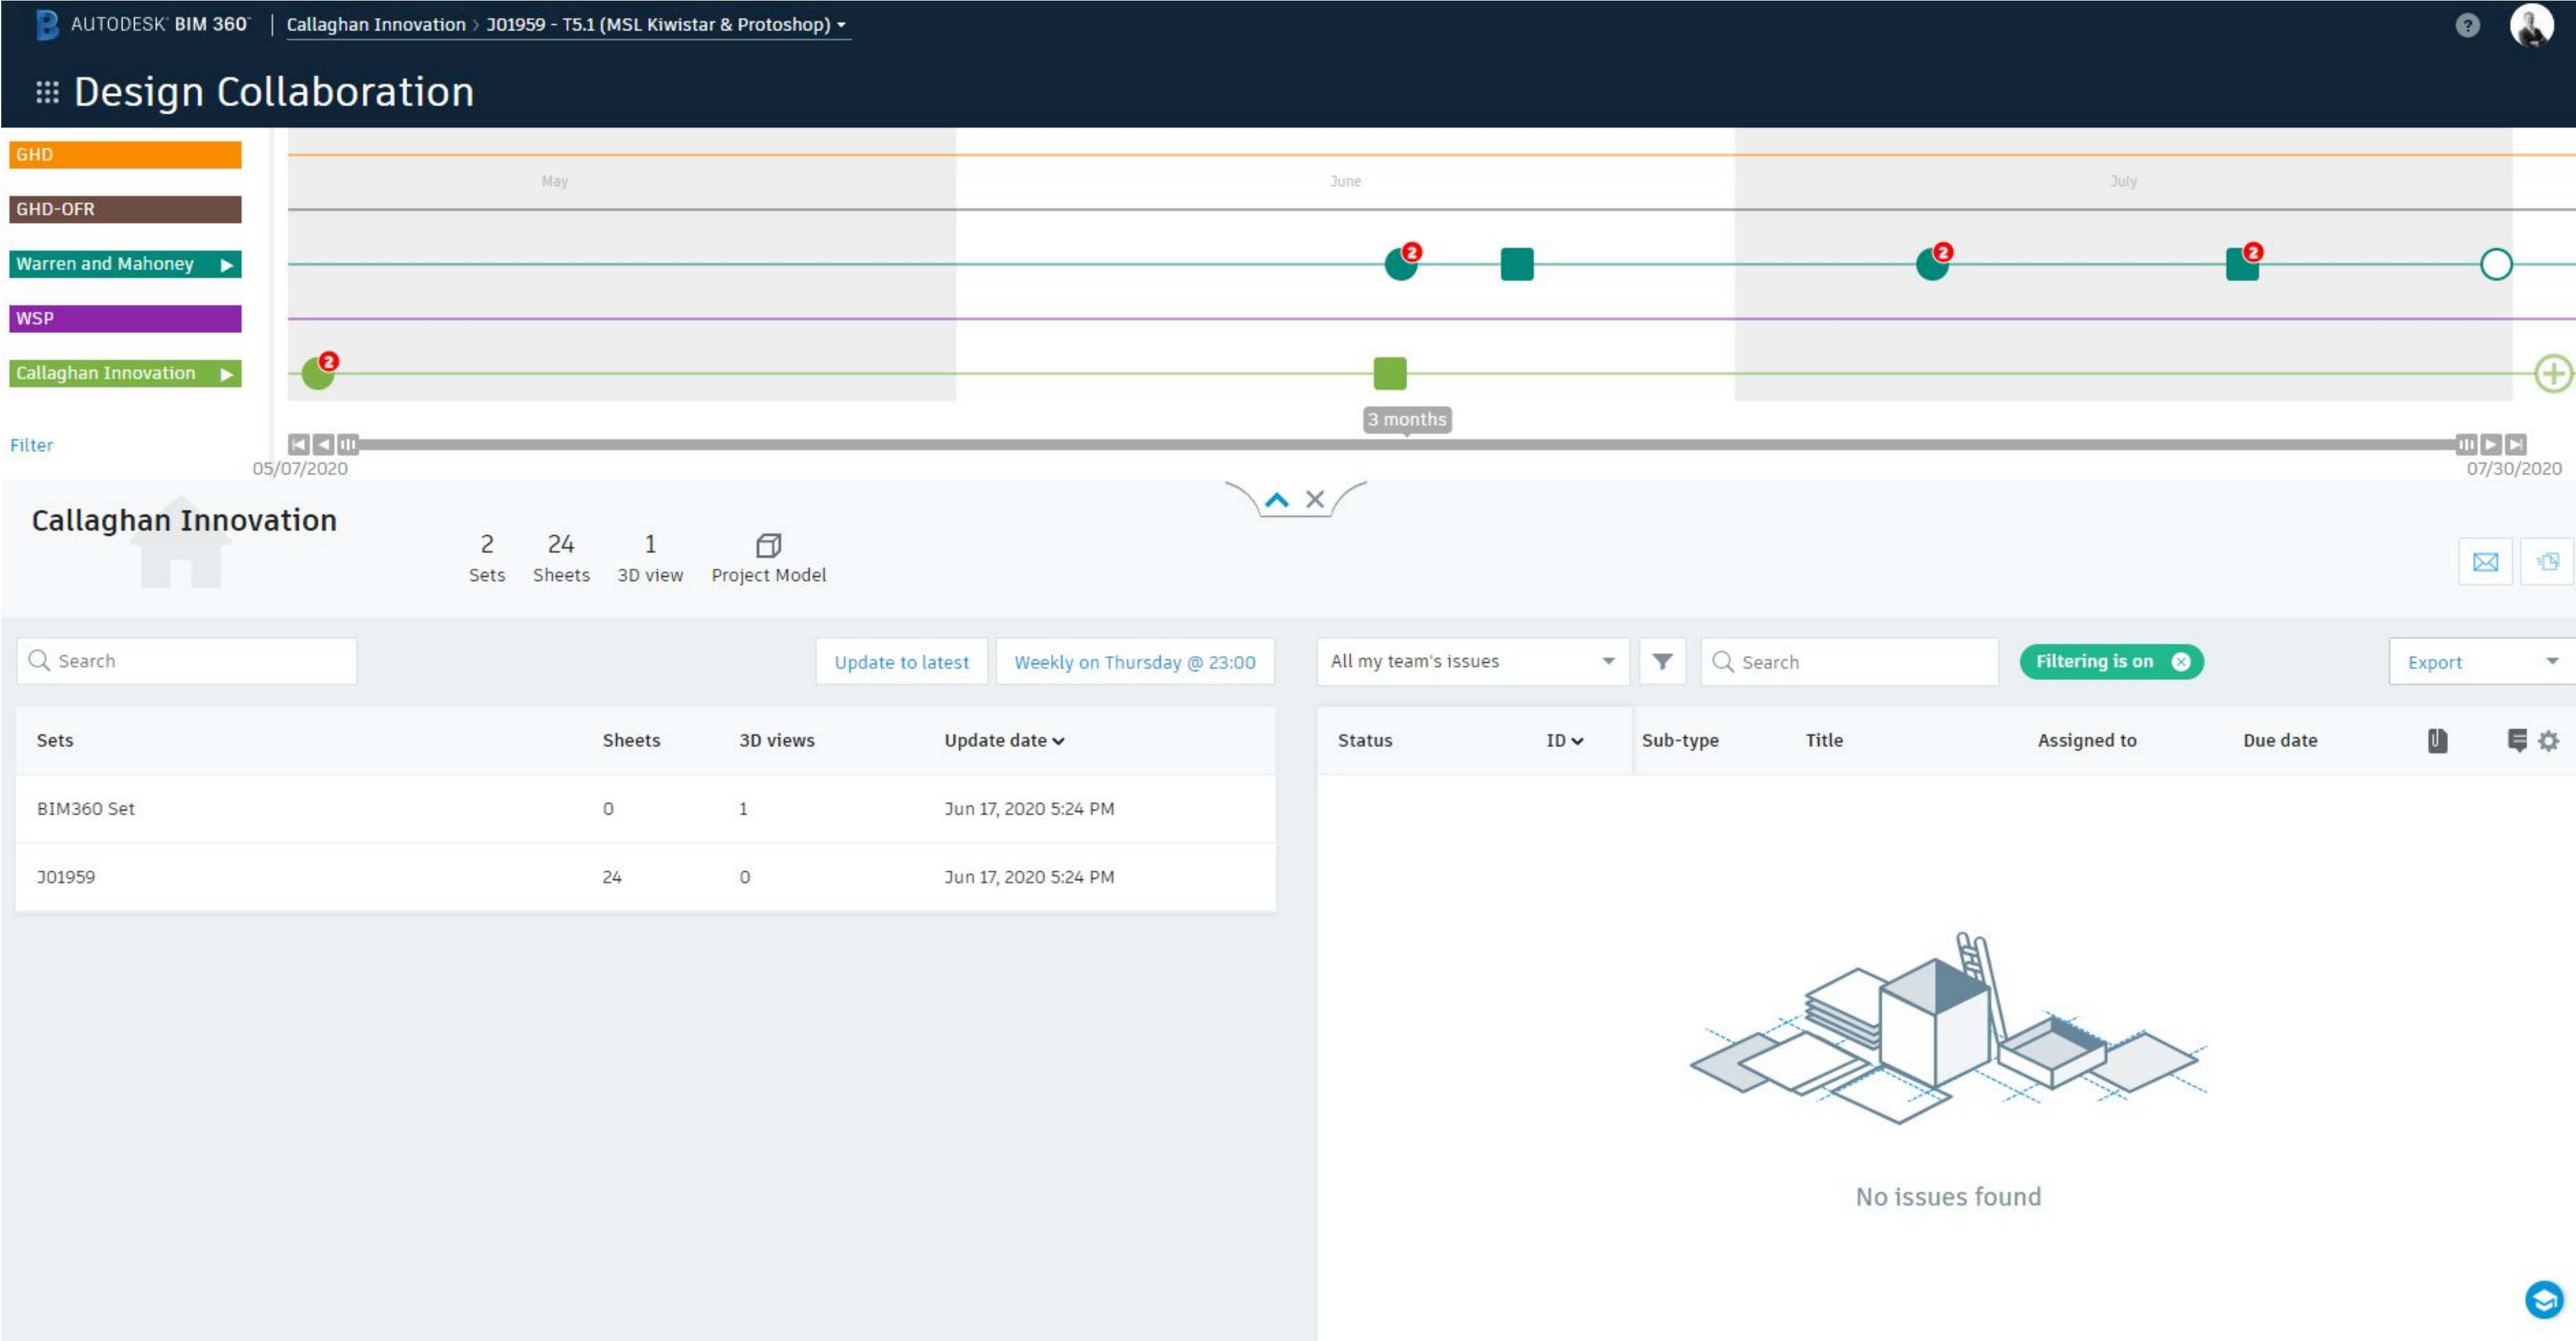 AUTODESK® BIM 360™ | Callaghan Innovation > J01959 - T5.1 (MSL Kiwistar & Protoshop)
Design Collaboration
GHD
May June July
GHD-OFR
Warren and Mahoney
2 2 2
WSP
Callaghan Innovation
2
3 months
Filter
05/07/2020 07/30/2020
Callaghan Innovation
2 24 1
Sets Sheets 3D view Project Model
Search Update to latest Weekly on Thursday @ 23:00 All my team's issues Search Filtering is on Export
Sets Sheets 3D views Update date Status ID Sub-type Title Assigned to Due date
BIM360 Set 0 1 Jun 17, 2020 5:24 PM
J01959 24 0 Jun 17, 2020 5:24 PM
No issues found